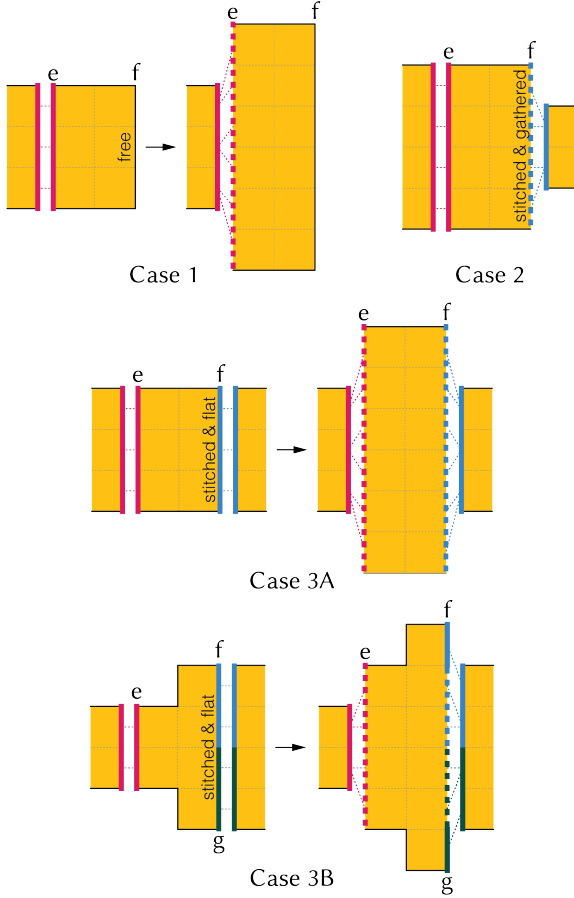 e
f
free
e
f
Case 1
e
f
stitched & gathered
Case 2
e
f
stitched & flat
e
f
Case 3A
e
f
stitched & flat
g
e
f
g
Case 3B